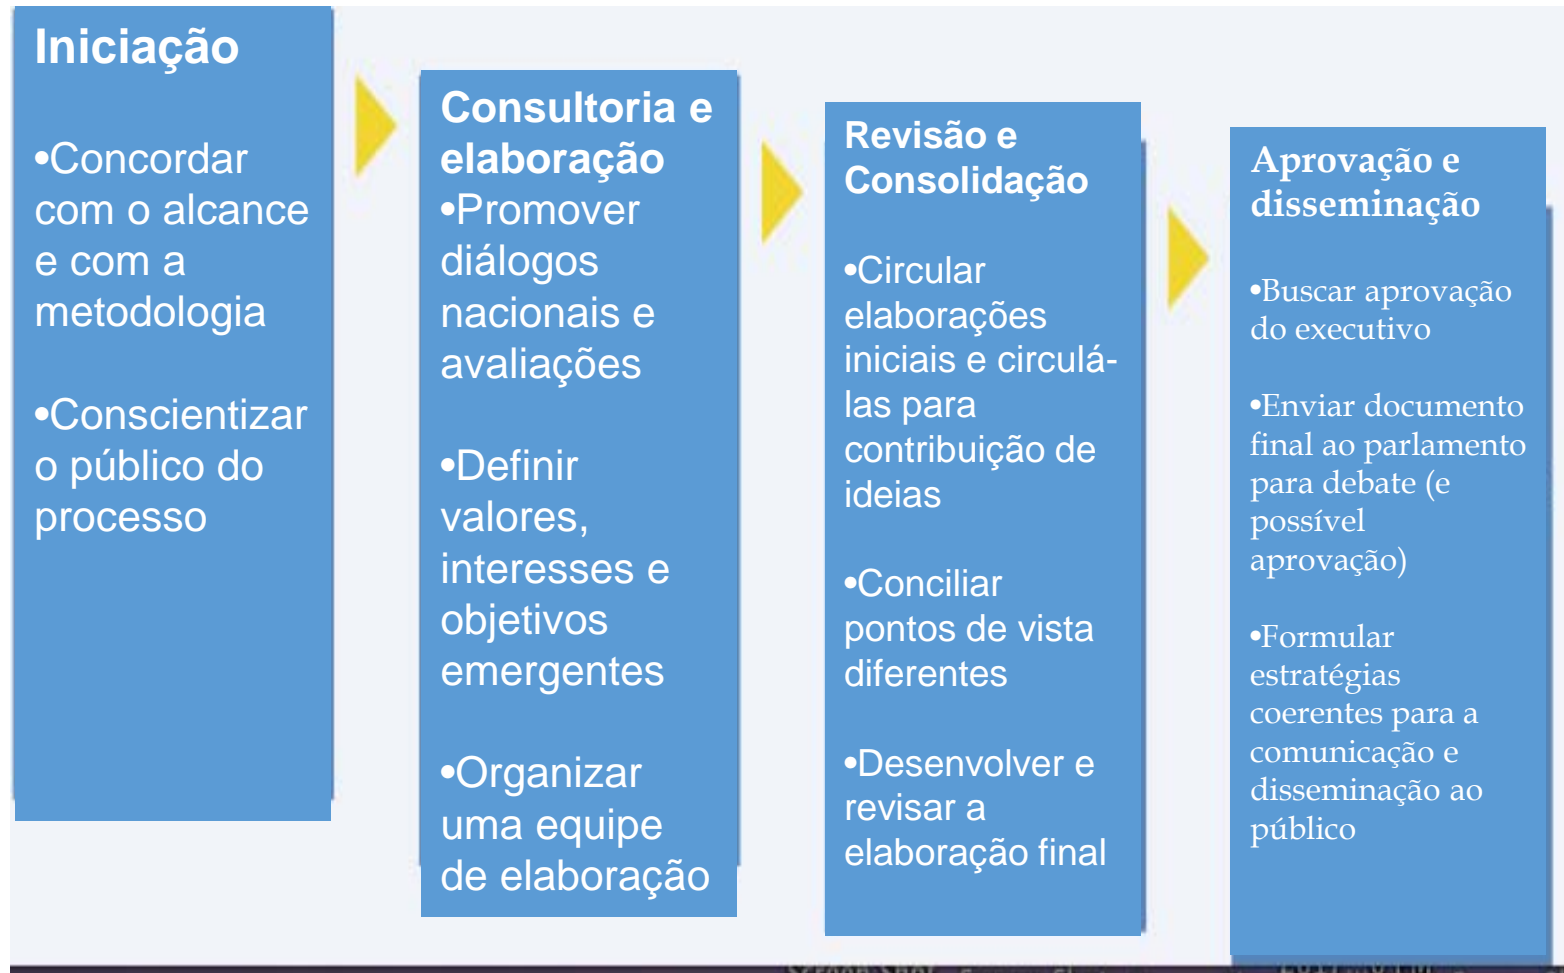 Iniciação
•Concordar
com o alcance
e com a
metodologia
•Conscientizar
o público do
processo
Consultoria e
elaboração
•Promover
diálogos
nacionais e
avaliações
•Definir
valores,
interesses e
objetivos
emergentes
•Organizar
uma equipe
de elaboração
Revisão e
Consolidação
•Circular
elaborações
iniciais e circulá-
las para
contribuição de
ideias
•Conciliar
pontos de vista
diferentes
•Desenvolver e
revisar a
elaboração final
Aprovação e
disseminação
•Buscar aprovação
do executivo
•Enviar documento
final ao parlamento
para debate (e
possível
aprovação)
•Formular
estratégias
coerentes para a
comunicação e
disseminação ao
público